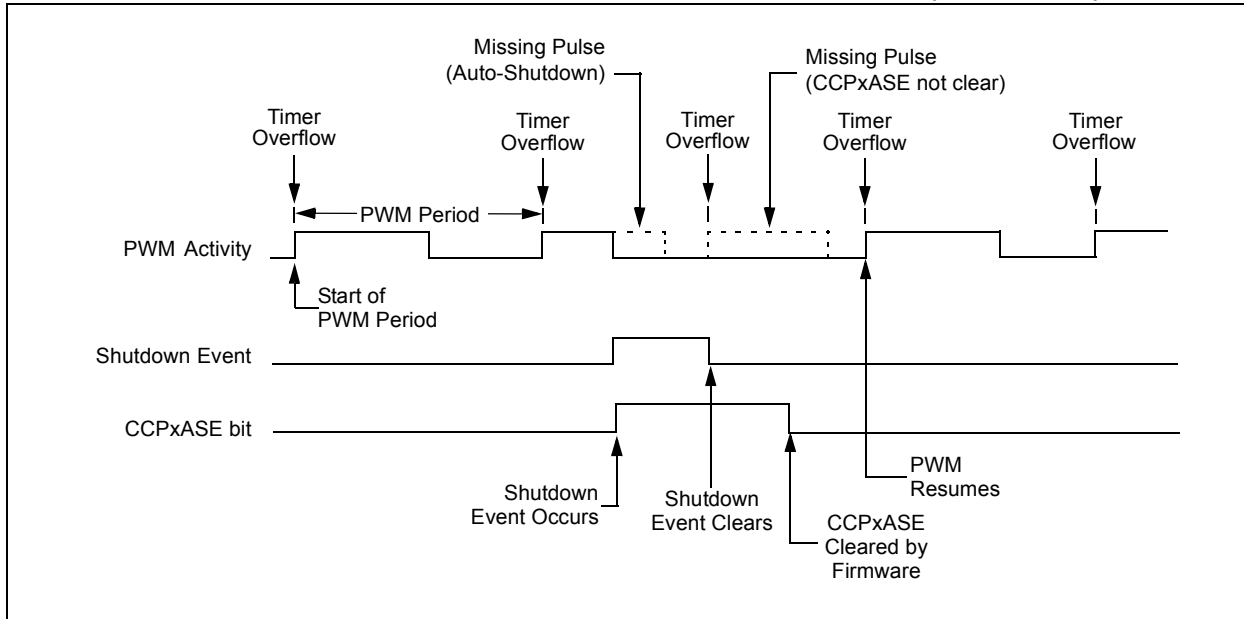 Missing Pulse
(Auto-Shutdown)
Missing Pulse
(CCPxASE not clear)
Timer
Overflow
Timer
Overflow
Timer
Overflow
Timer
Overflow
Timer
Overflow
PWM Period
PWM Activity
Start of
PWM Period
Shutdown Event
CCPxASE bit
Shutdown
Event Occurs
Shutdown
Event Clears
CCPxASE
Cleared by
Firmware
PWM
Resumes